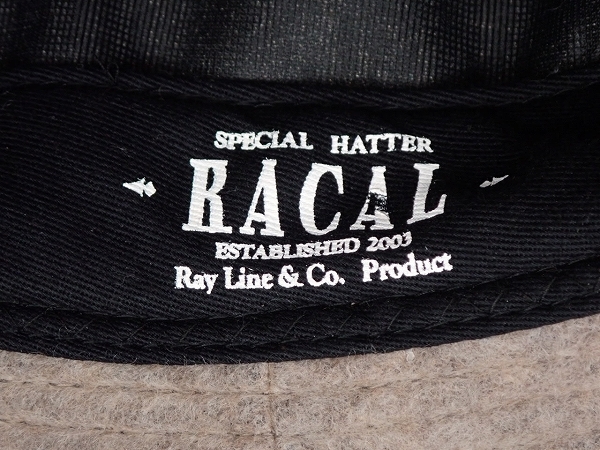 SPECIAL HATTER
RACAL
ESTABLISHED 2003
Ray Line & Co. Product